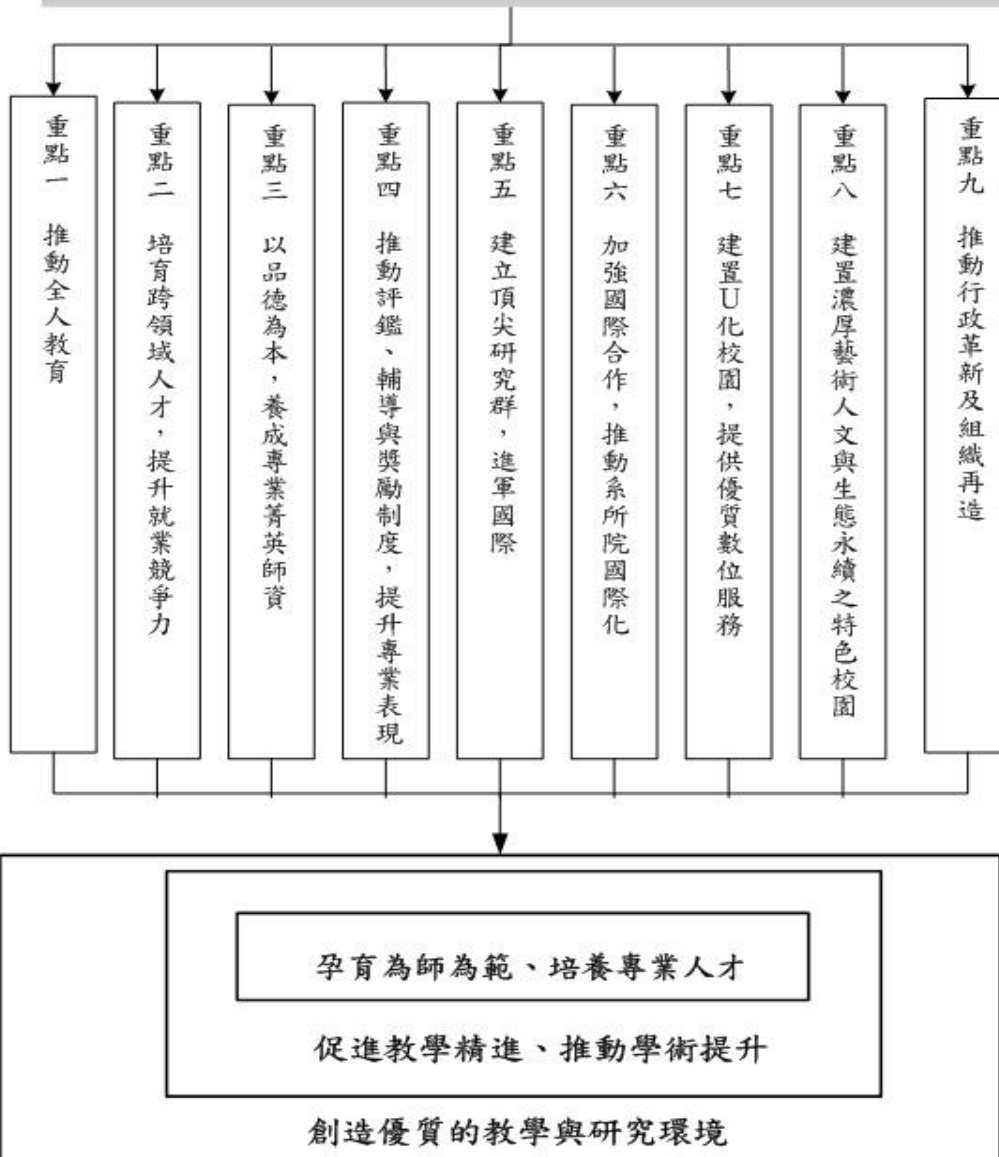 重點一　推動全人教育
重點二　培育跨領域人才，提升就業競爭力
重點三　以品德為本，養成專業菁英師資
重點四　推動評鑑、輔導與獎勵制度，提升專業表現
重點五　建立頂尖研究群，進軍國際
重點六　加強國際合作，推動系所院國際化
重點七　建置U化校園，提供優質數位服務
重點八　建置濃厚藝術人文與生態永續之特色校園
重點九　推動行政革新及組織再造
孕育為師為範、培養專業人才
促進教學精進、推動學術提升
創造優質的教學與研究環境